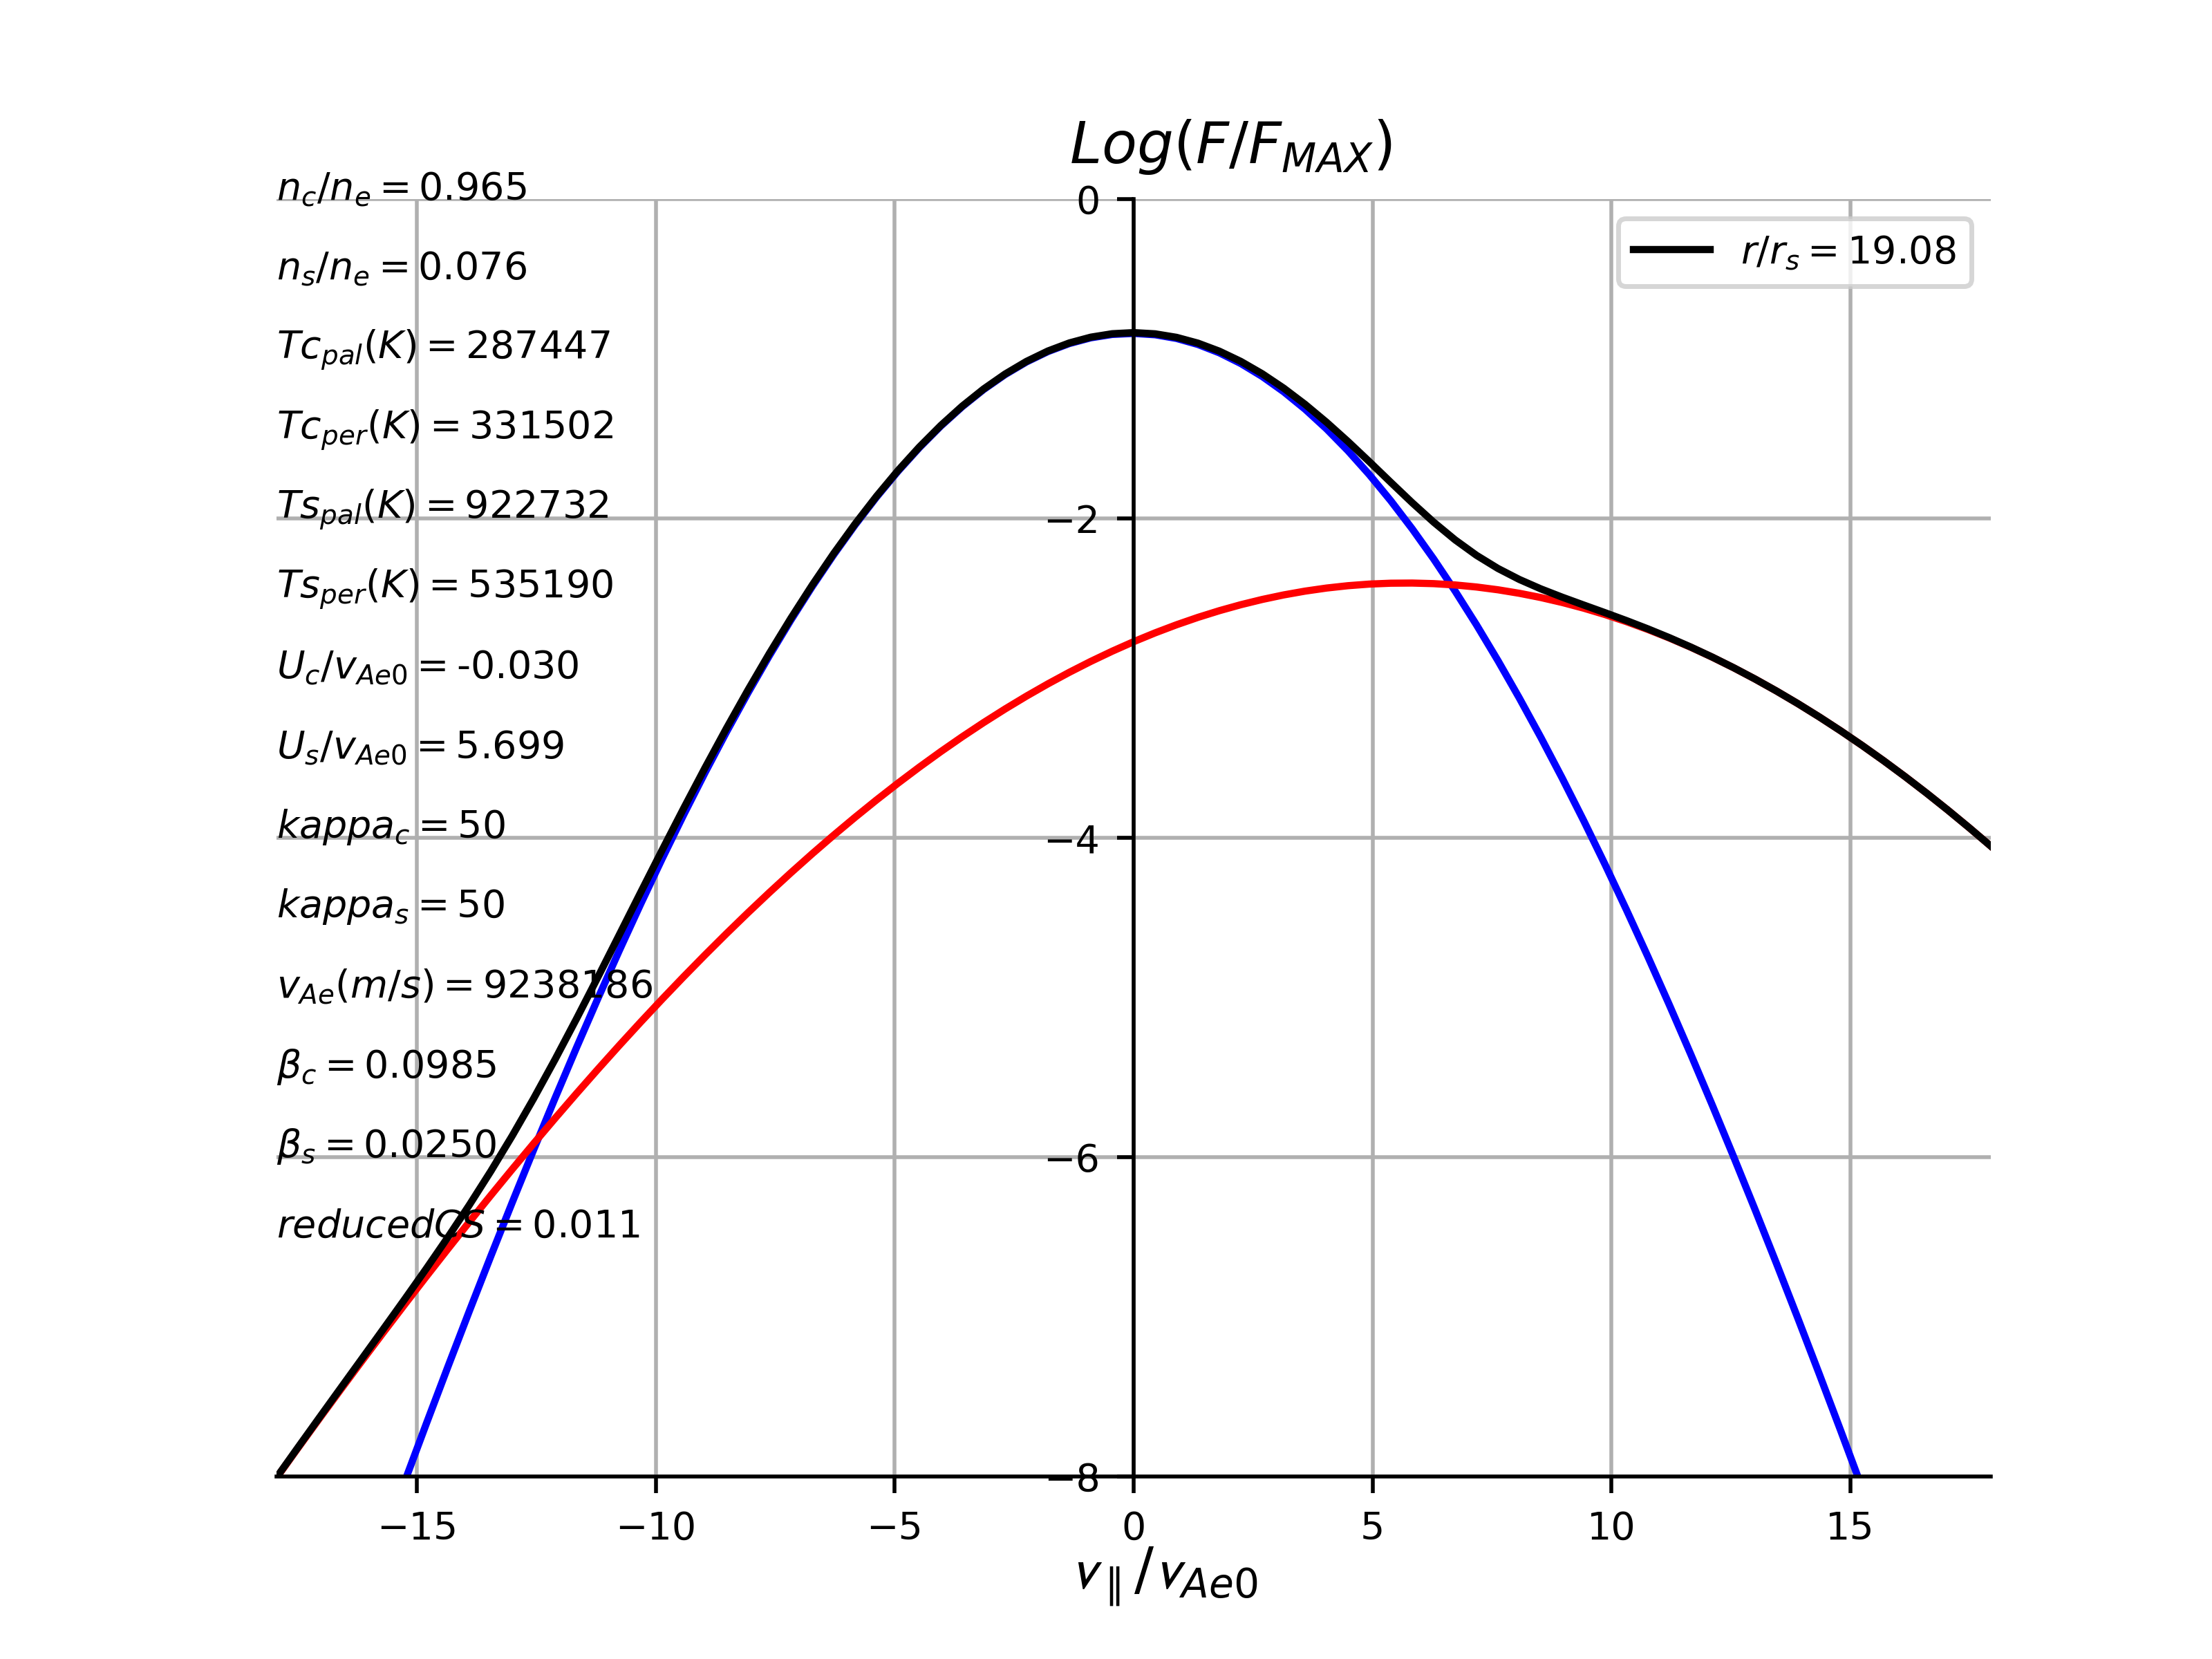 Log(F/F_MAX)
n_c/n_e = 0.965
n_s/n_e = 0.076
Tc_pal(K) = 287447
Tc_per(K) = 331502
Ts_pal(K) = 922732
Ts_per(K) = 535190
U_c/v_Ae0 = -0.030
U_s/v_Ae0 = 5.699
kappa_c = 50
kappa_s = 50
v_Ae(m/s) = 9238186
β_c = 0.0985
β_s = 0.0250
reducedCS = 0.011
r/r_s = 19.08
0
−2
−4
−6
−8
−15 −10 −5 0 5 10 15
v_∥/v_Ae0